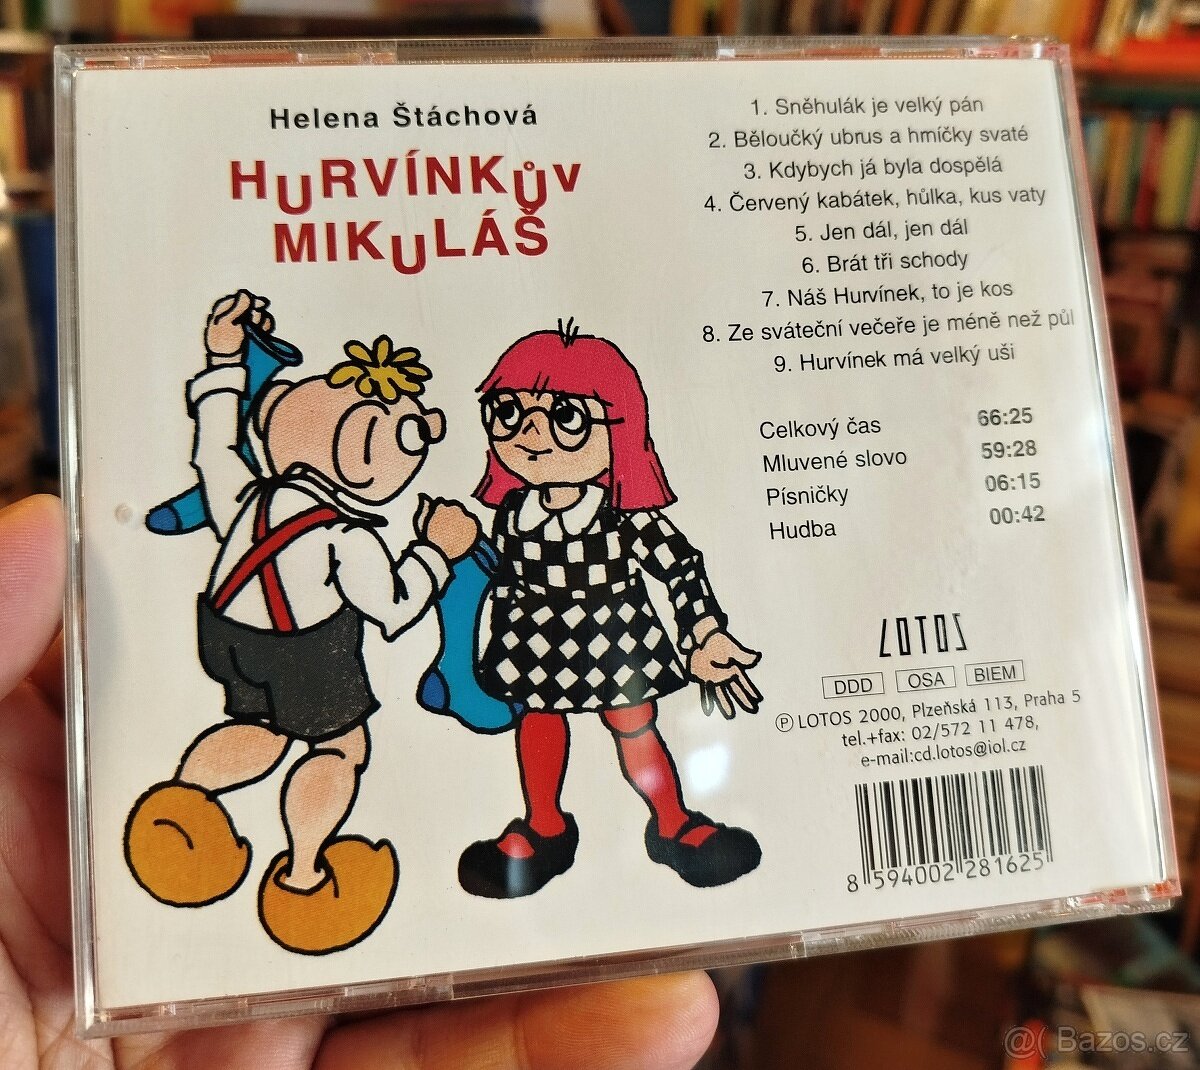 Helena Štáchová
HURVÍNKŮV
MIKULÁŠ
1. Sněhulák je velký pán
2. Běloučký ubrus a hrníčky svaté
3. Kdybych já byla dospělá
4. Červený kabátek, hůlka, kus vaty
5. Jen dál, jen dál
6. Brát tři schody
7. Náš Hurvínek, to je kos
8. Ze sváteční večeře je méně než půl
9. Hurvínek má velký uši
Celkový čas 66:25
Mluvené slovo 59:28
Písničky 06:15
Hudba 00:42
LOTOS
DDD OSA BIEM
Ⓟ LOTOS 2000, Plzeňská 113, Praha 5
tel.+fax: 02/572 11 478,
e-mail:cd.lotos@iol.cz
8 594002 281625
@( Bazos.cz